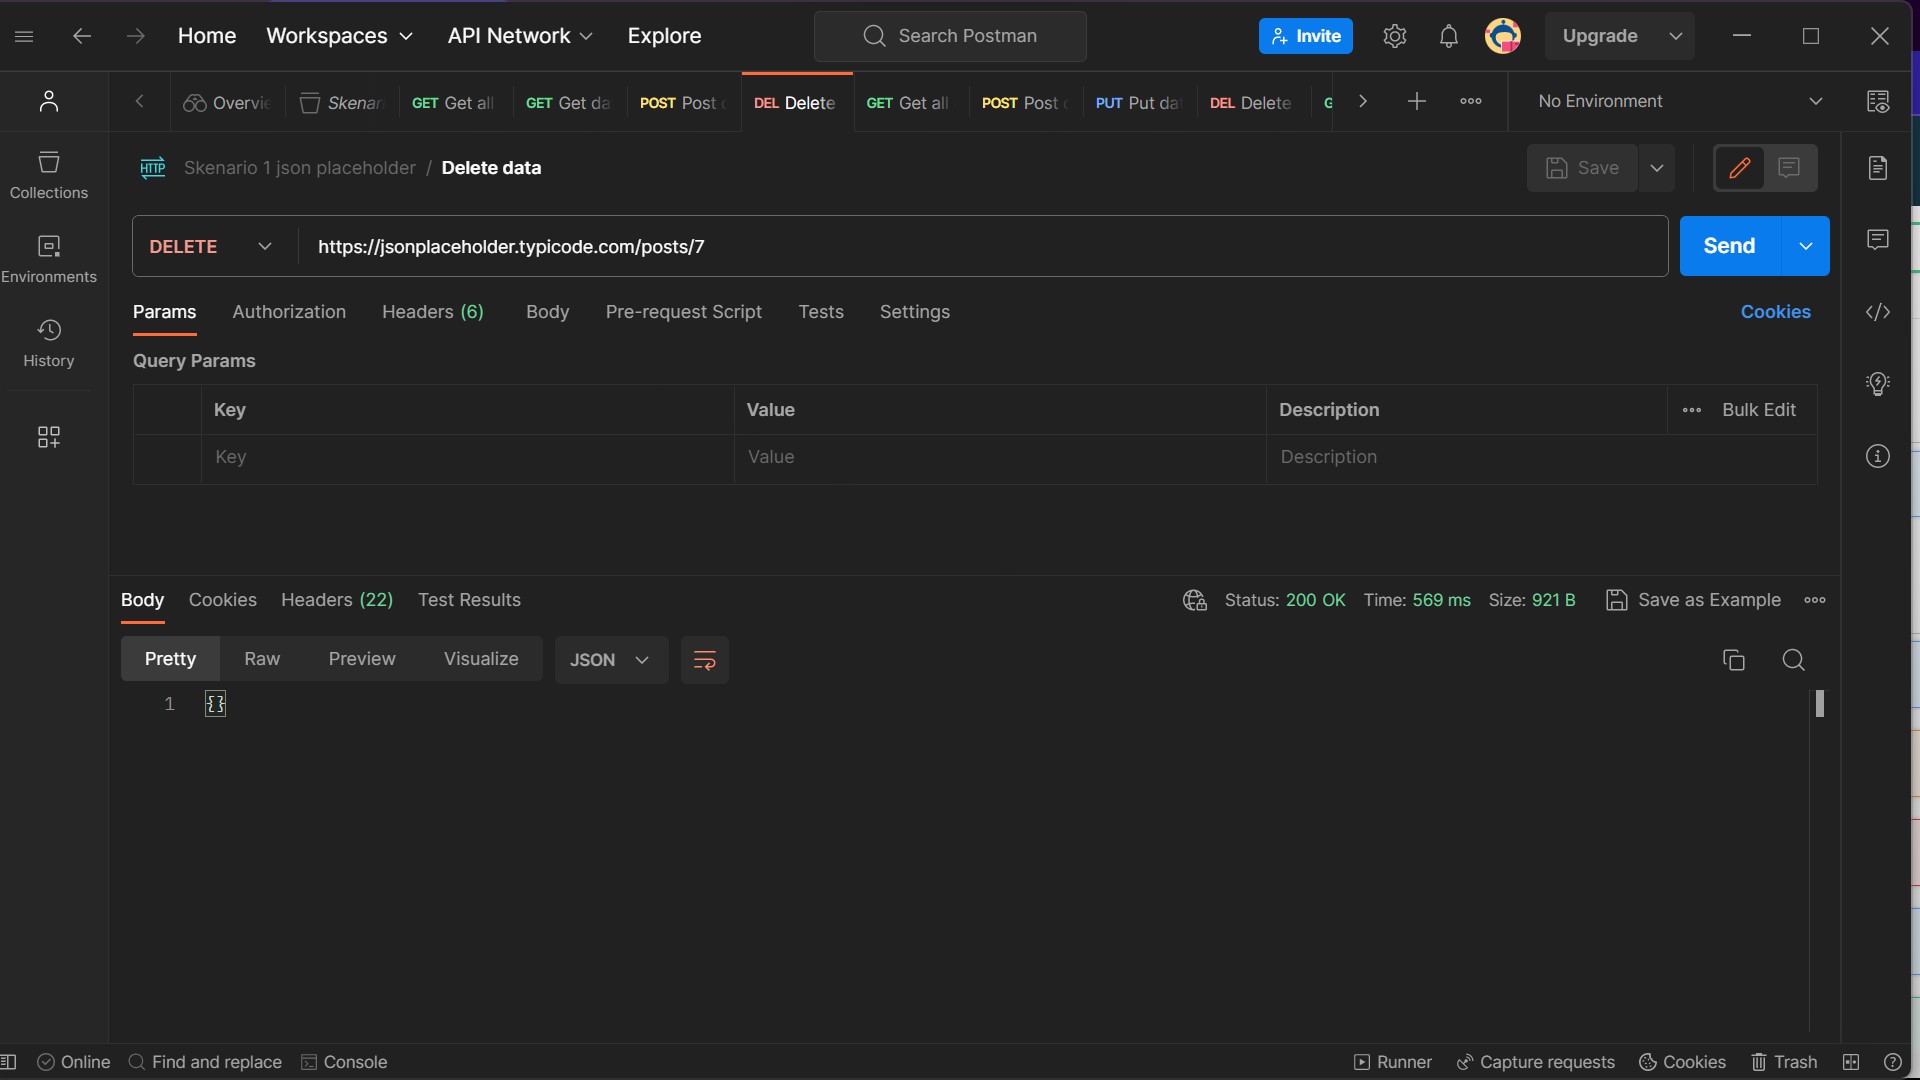 Home Workspaces API Network Explore Search Postman Invite Upgrade
Overvie Skenar GET Get all GET Get da POST Post DEL Delete GET Get all POST Post PUT Put da DEL Delete G No Environment
HTTP Skenario 1 json placeholder / Delete data Save
Collections
DELETE https://jsonplaceholder.typicode.com/posts/7 Send
Environments
Params Authorization Headers (6) Body Pre-request Script Tests Settings Cookies
History
Query Params
Key Value Description Bulk Edit
Key Value Description
Body Cookies Headers (22) Test Results Status: 200 OK Time: 569 ms Size: 921 B Save as Example
Pretty Raw Preview Visualize JSON
1 {}
Online Find and replace Console Runner Capture requests Cookies Trash